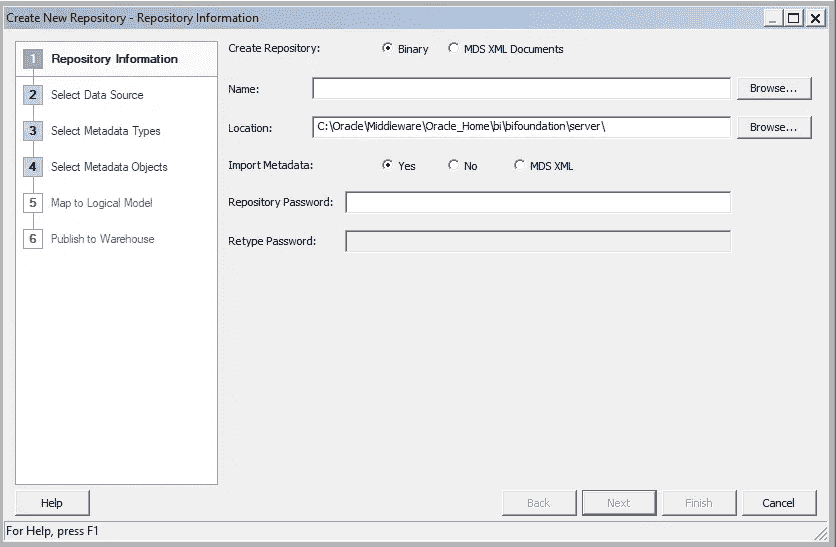 Create New Repository - Repository Information
1 Repository Information
2 Select Data Source
3 Select Metadata Types
4 Select Metadata Objects
5 Map to Logical Model
6 Publish to Warehouse
Create Repository: Binary MDS XML Documents
Name: Browse...
Location: C:\Oracle\Middleware\Oracle_Home\bi\bifoundation\server\ Browse...
Import Metadata: Yes No MDS XML
Repository Password:
Retype Password:
Help Back Next Finish Cancel
For Help, press F1